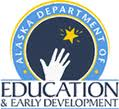 ALASKA DEPARTMENT OF
EDUCATION
& EARLY DEVELOPMENT